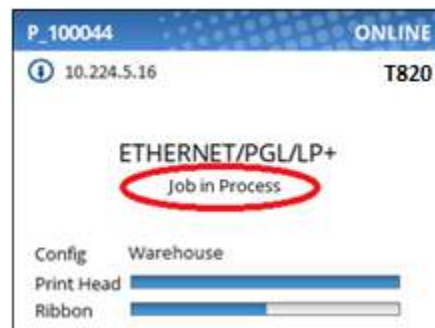 P_100044 ONLINE
10.224.5.16 T820
ETHERNET/PGL/LP+
Job in Process
Config Warehouse
Print Head
Ribbon